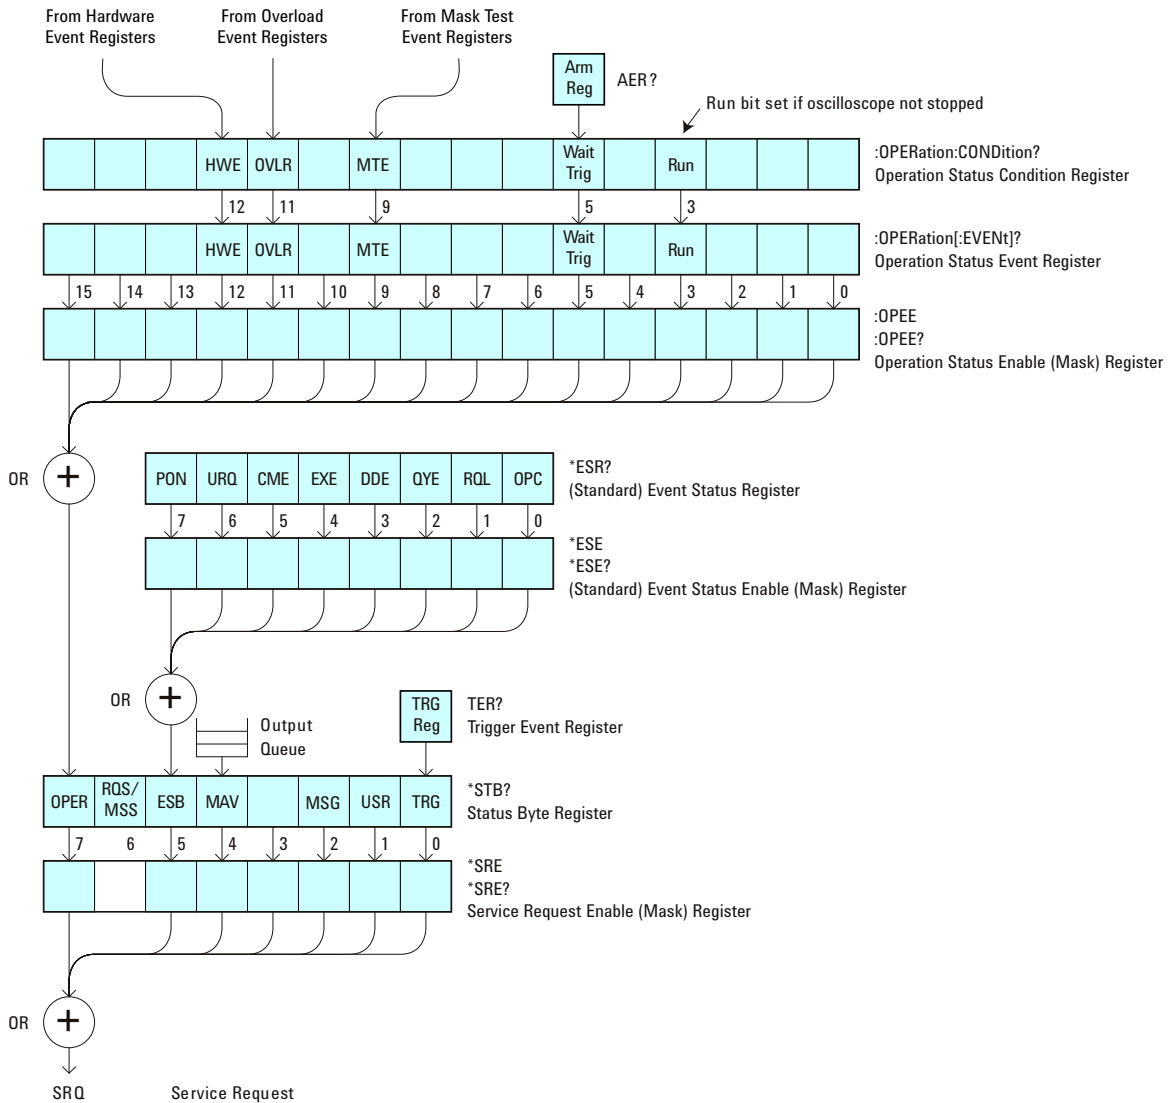 From Hardware
Event Registers
From Overload
Event Registers
From Mask Test
Event Registers
Arm
Reg
AER?
Run bit set if oscilloscope not stopped
HWE OVLR MTE Wait Trig Run
:OPERation:CONDition?
Operation Status Condition Register
12 11 9 5 3
HWE OVLR MTE Wait Trig Run
:OPERation[:EVENt]?
Operation Status Event Register
15 14 13 12 11 10 9 8 7 6 5 4 3 2 1 0
:OPEE
:OPEE?
Operation Status Enable (Mask) Register
OR +
PON URQ CME EXE DDE QYE RQL OPC
*ESR?
(Standard) Event Status Register
7 6 5 4 3 2 1 0
*ESE
*ESE?
(Standard) Event Status Enable (Mask) Register
OR +
Output
Queue
TRG
Reg
TER?
Trigger Event Register
OPER RQS/ MSS ESB MAV MSG USR TRG
*STB?
Status Byte Register
7 6 5 4 3 2 1 0
*SRE
*SRE?
Service Request Enable (Mask) Register
OR +
SRQ Service Request